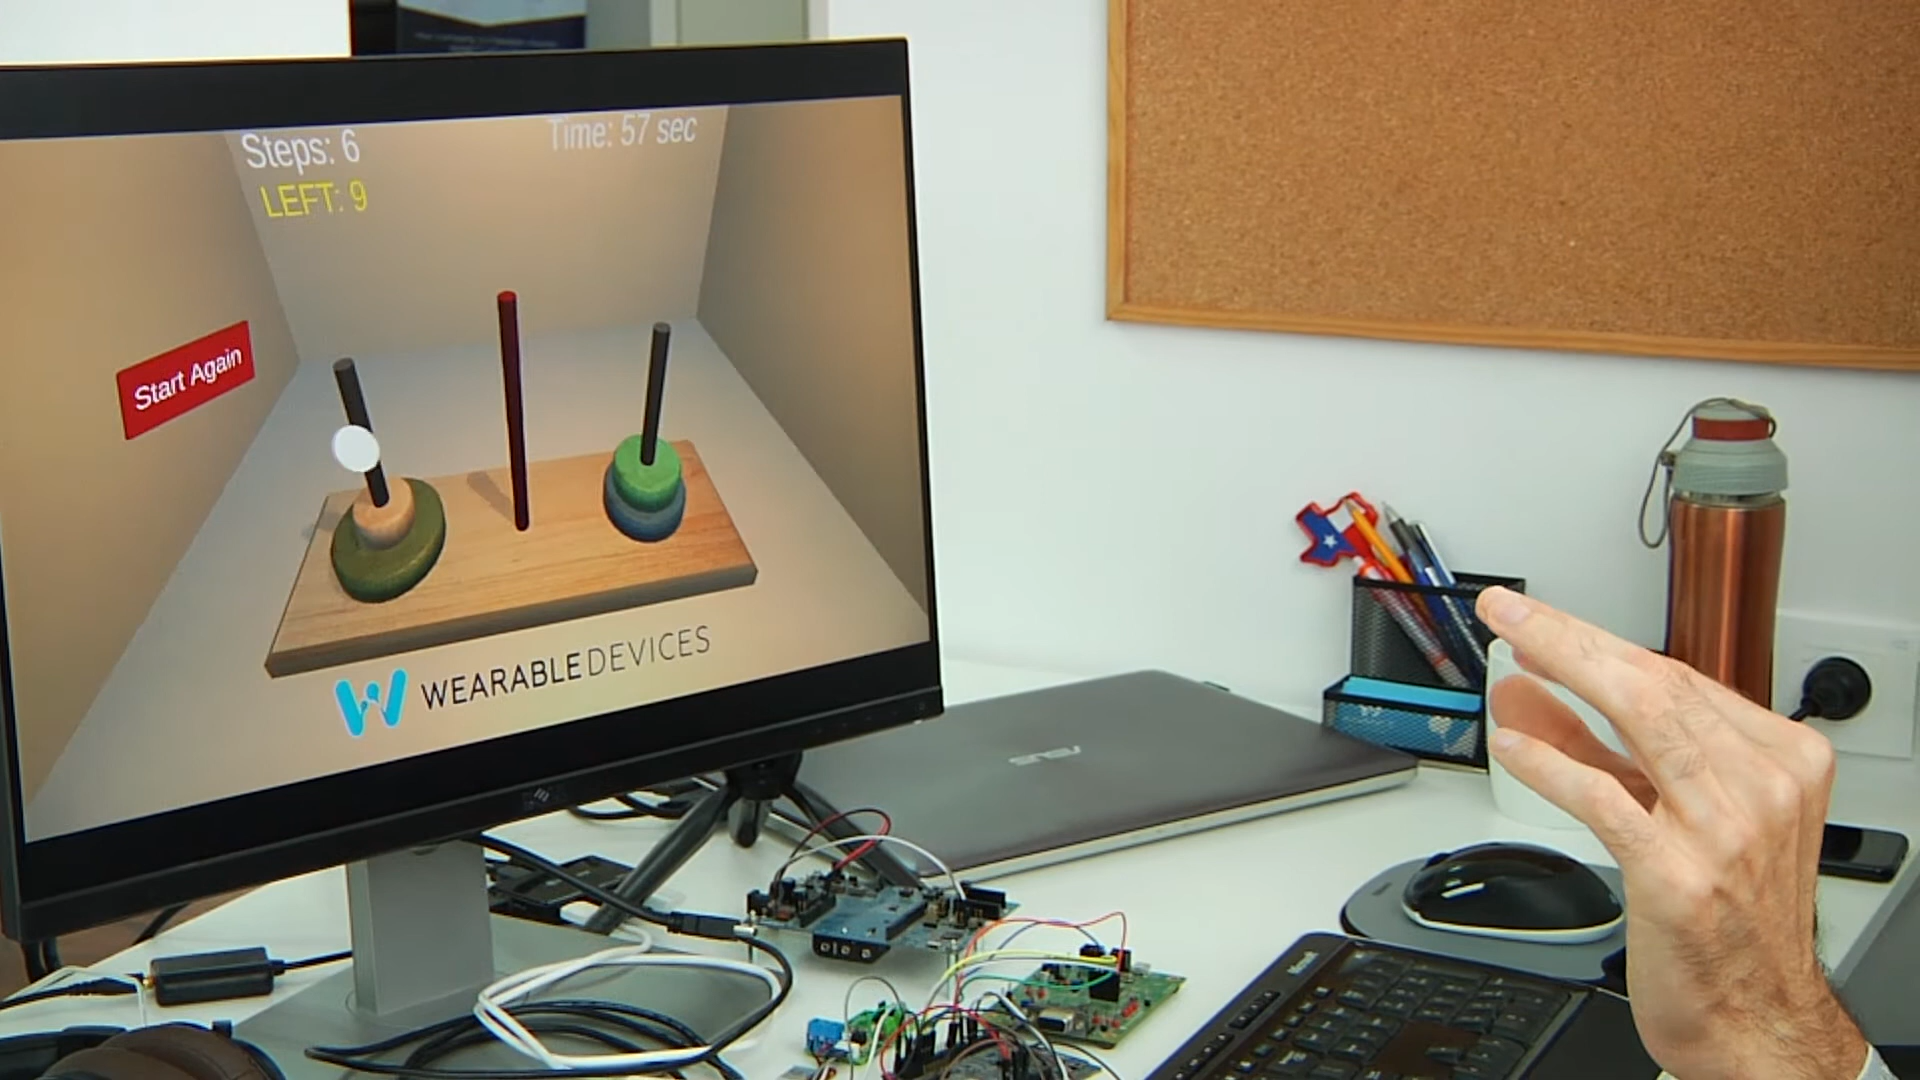 Steps: 6
Time: 57 sec
LEFT: 9
Start Again
WEARABLEDEVICES
ASUS